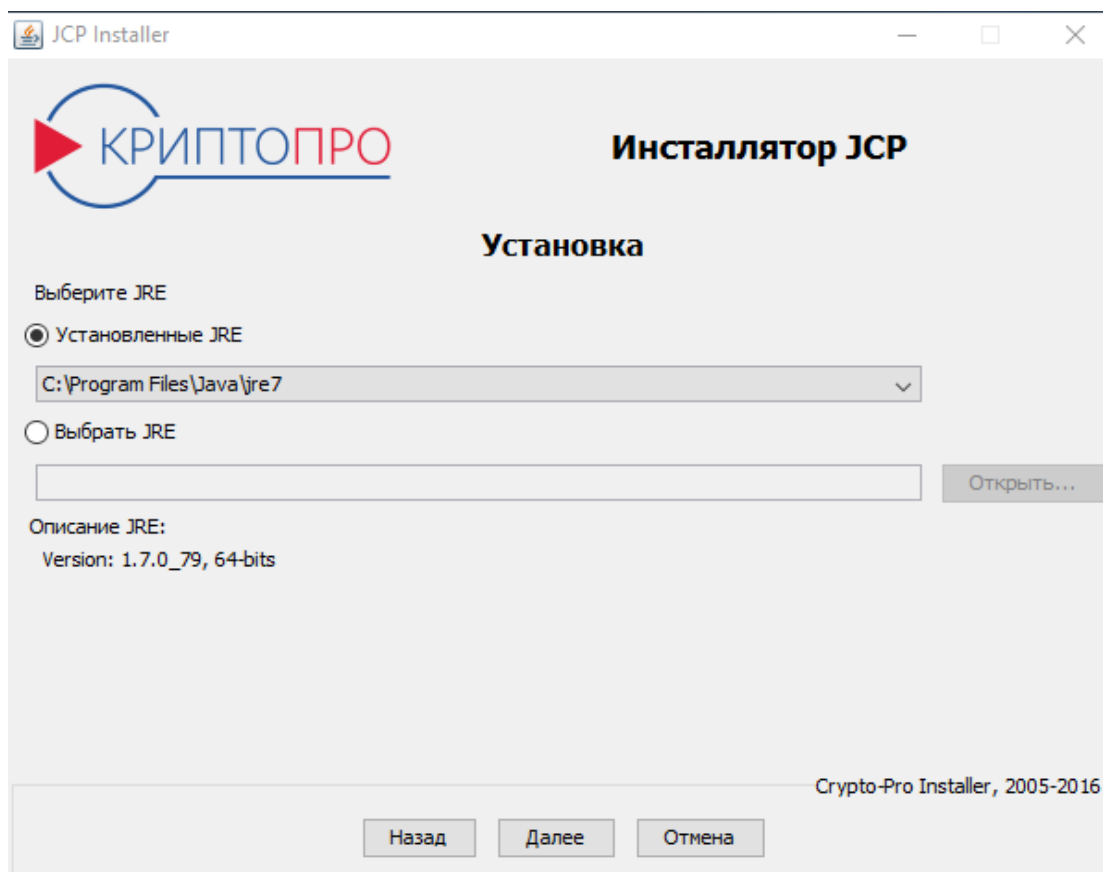 JCP Installer
КРИПТОПРО
Инсталлятор JCP
Установка
Выберите JRE
Установленные JRE
C:\Program Files\Java\jre7
Выбрать JRE
Открыть...
Описание JRE:
Version: 1.7.0_79, 64-bits
Crypto-Pro Installer, 2005-2016
Назад Далее Отмена